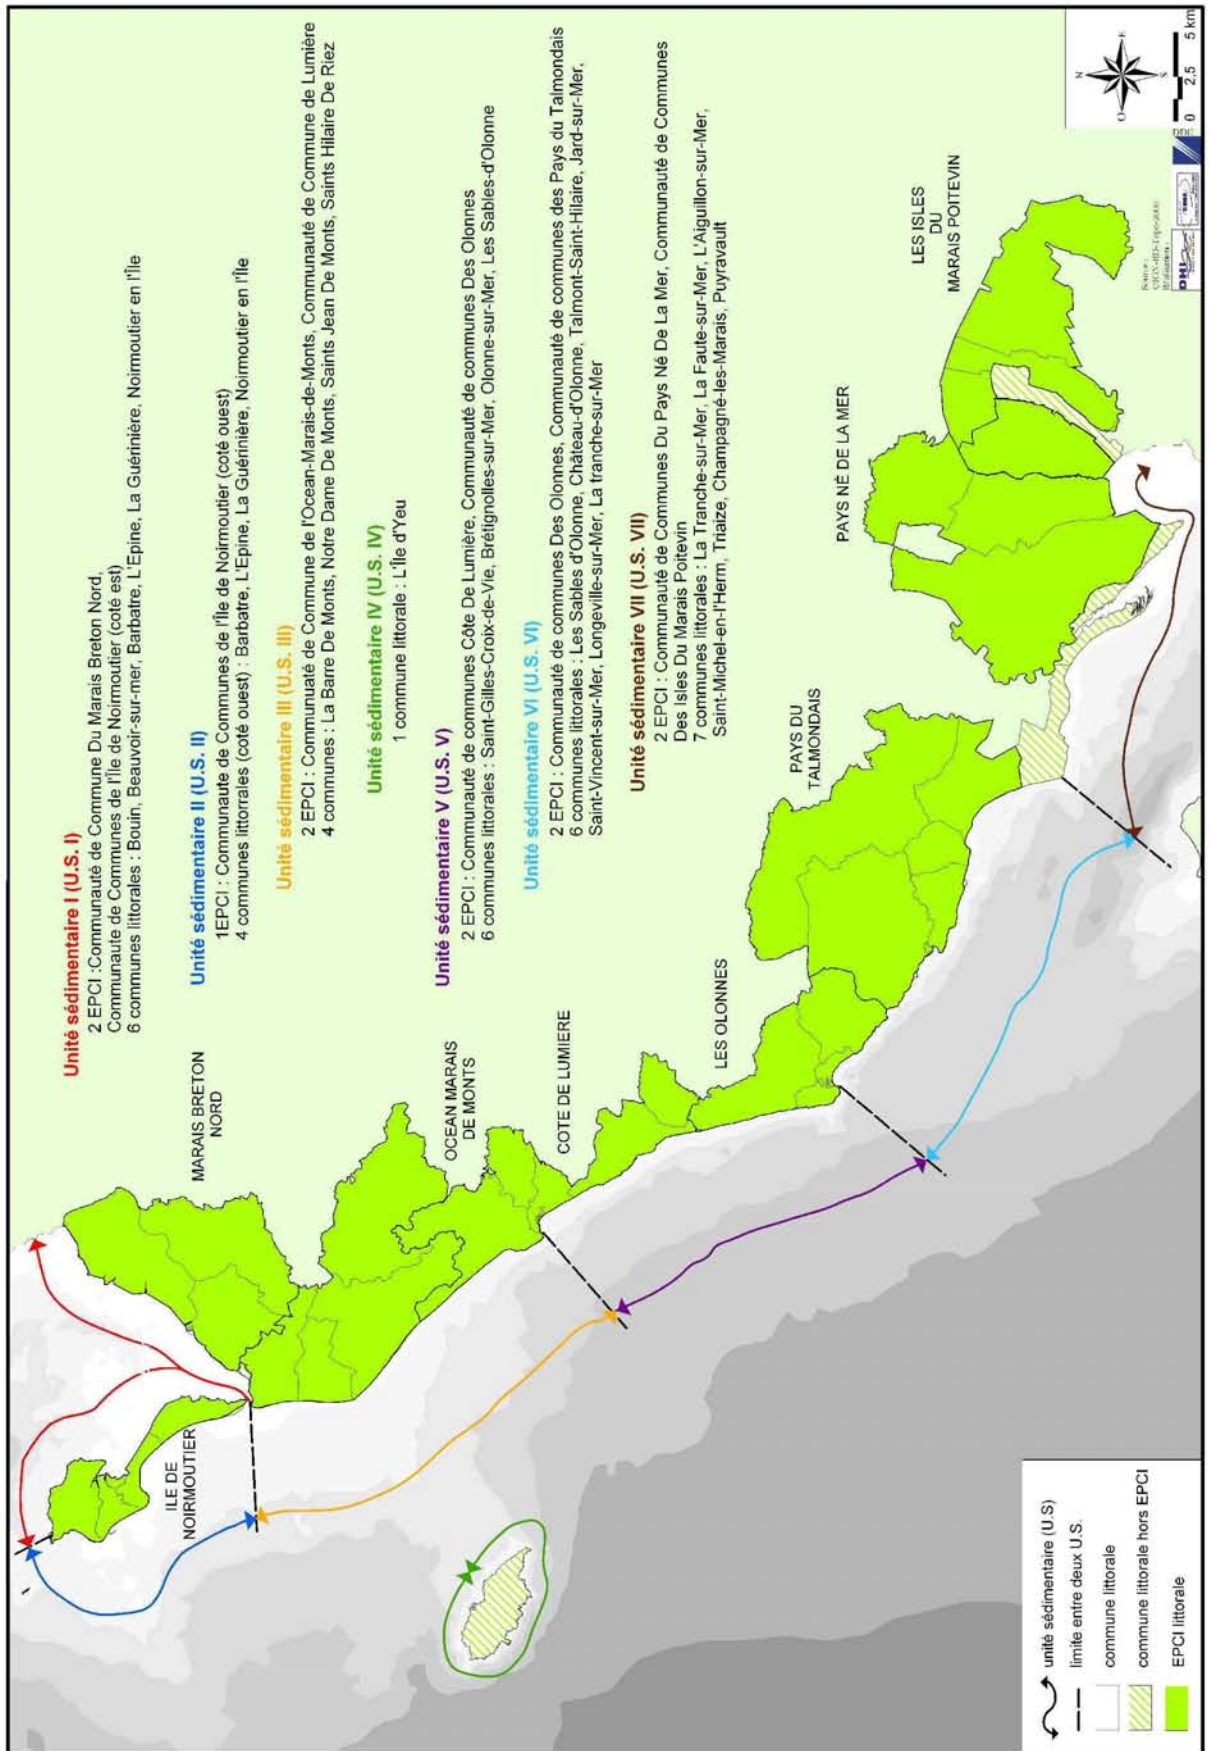 Unité sédimentaire I (U.S. I)
2 EPCI :Communauté de Commune Du Marais Breton Nord,
Communaute de Communes de l'Île de Noirmoutier (coté est)
6 communes littorales : Bouin, Beauvoir-sur-mer, Barbatre, L'Epine, La Guérinière, Noirmoutier en l'Île
Unité sédimentaire II (U.S. II)
1EPCI : Communaute de Communes de l'Île de Noirmoutier (coté ouest)
4 communes littorrales (coté ouest) : Barbatre, L'Epine, La Guérinière, Noirmoutier en l'Île
Unité sédimentaire III (U.S. III)
2 EPCI : Communuaté de Commune de l'Ocean-Marais-de-Monts, Communauté de Commune de Lumière
4 communes : La Barre De Monts, Notre Dame De Monts, Saints Jean De Monts, Saints Hilaire De Riez
Unité sédimentaire IV (U.S. IV)
1 commune littorale : L'Île d'Yeu
Unité sédimentaire V (U.S. V)
2 EPCI : Communauté de communes Côte De Lumière, Communauté de communes Des Olonnes
6 communes littorales : Saint-Gilles-Croix-de-Vie, Brétignolles-sur-Mer, Olonne-sur-Mer, Les Sables-d'Olonne
Unité sédimentaire VI (U.S. VI)
2 EPCI : Communauté de communes Des Olonnes, Communauté de communes des Pays du Talmondais
6 communes littorales : Les Sables d'Olonne, Château-d'Olonne, Talmont-Saint-Hilaire, Jard-sur-Mer,
Saint-Vincent-sur-Mer, Longeville-sur-Mer, La tranche-sur-Mer
Unité sédimentaire VII (U.S. VII)
2 EPCI : Communauté de Communes Du Pays Né De La Mer, Communauté de Communes
Des Isles Du Marais Poitevin
7 communes littorales : La Tranche-sur-Mer, La Faute-sur-Mer, L'Aiguillon-sur-Mer,
Saint-Michel-en-l'Herm, Triaize, Champagné-les-Marais, Puyravault
MARAIS BRETON
NORD
ILE DE
NOIRMOUTIER
OCEAN MARAIS
DE MONTS
COTE DE LUMIERE
LES OLONNES
PAYS DU
TALMONDAIS
PAYS NÉ DE LA MER
LES ISLES
DU
MARAIS POITEVIN
unité sédimentaire (U.S)
limite entre deux U.S.
commune littorale
commune littorale hors EPCI
EPCI littorale
N
E
S
O
0 2,5 5 km
DHI